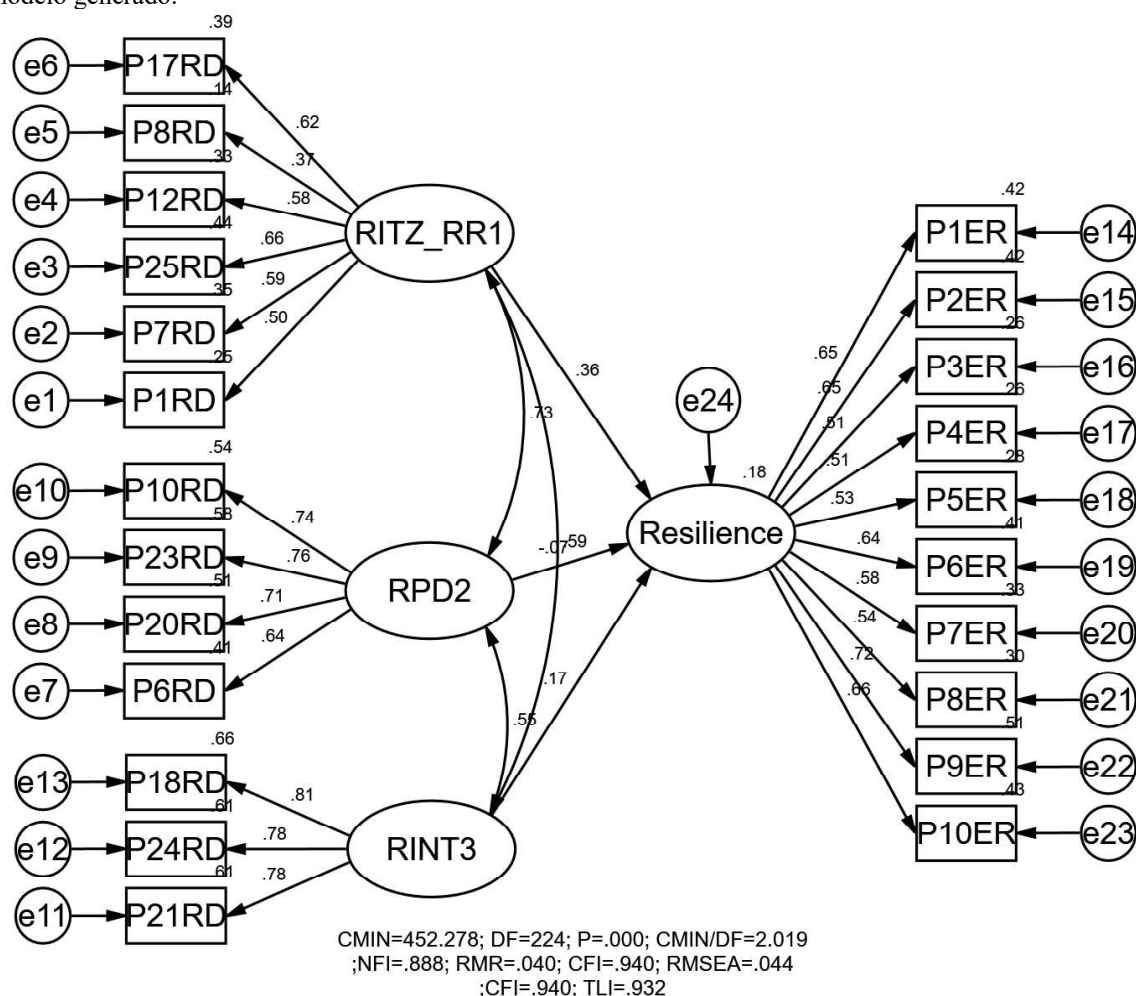 modelo generado.
.39
e6 P17RD
.14
.62
e5 P8RD
.33
.37
e4 P12RD
.44
.58
RITZ_RR1
e3 P25RD
.35
.66
e2 P7RD
.25
.59
e1 P1RD
.50
.36
.73
.54
e10 P10RD
.58
.74
e9 P23RD
.51
.76
RPD2
e8 P20RD
.41
.71
e7 P6RD
.64
-.07
.59
.17
.55
.66
e13 P18RD
.61
.81
e12 P24RD
.61
.78
RINT3
e11 P21RD
.78
e24
.18
Resilience
.42
P1ER e14
.42
.65
P2ER e15
.26
.65
P3ER e16
.26
.51
P4ER e17
.28
.51
P5ER e18
.41
.53
P6ER e19
.33
.64
P7ER e20
.30
.58
P8ER e21
.51
.54
P9ER e22
.43
.72
P10ER e23
.66
CMIN=452.278; DF=224; P=.000; CMIN/DF=2.019
;NFI=.888; RMR=.040; CFI=.940; RMSEA=.044
;CFI=.940; TLI=.932